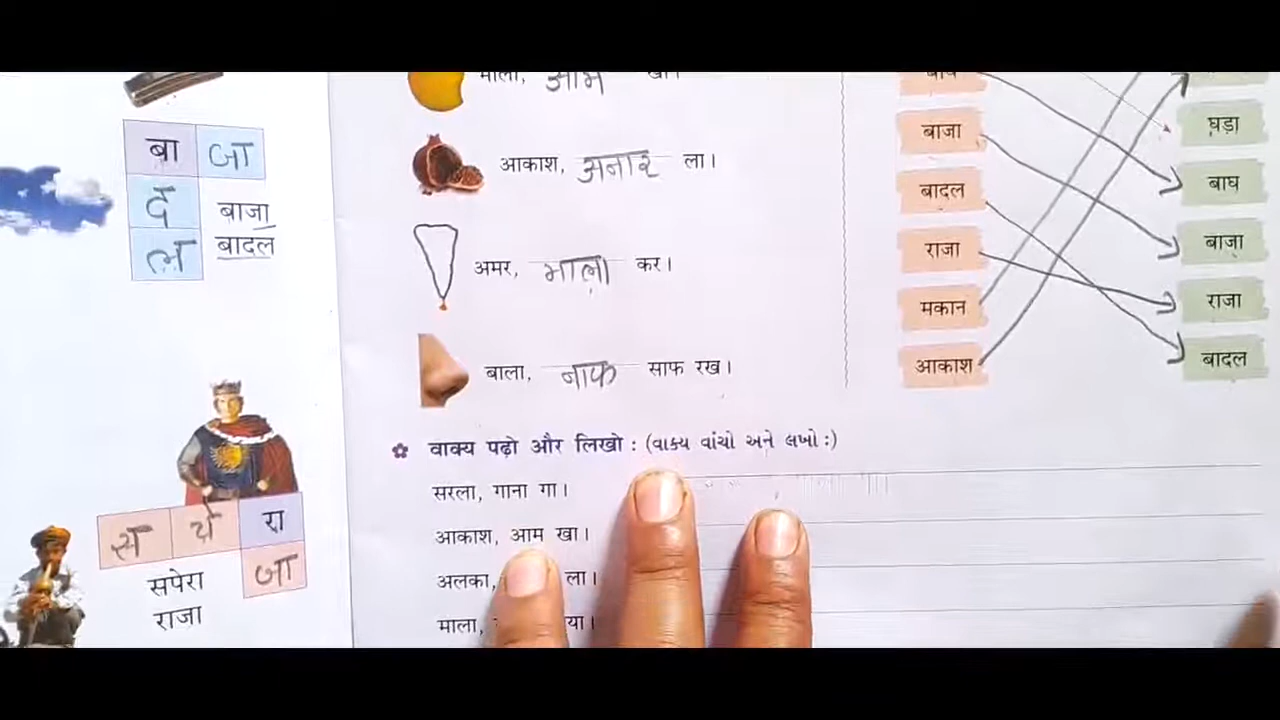 बा जा
द
ल
बाजा
बादल
स पे रा
जा
सपेरा
राजा
माला, आम खा।
आकाश, अनार ला।
अमर, माला कर।
बाला, नाक साफ रख।
वाक्य पढ़ो और लिखो : (વાક્ય વાંચો અને લખો :)
सरला, गाना गा।
आकाश, आम खा।
अलका, ला।
माला,
बाघ
बाजा
बादल
राजा
मकान
आकाश
घड़ा
बाघ
बाजा
राजा
बादल